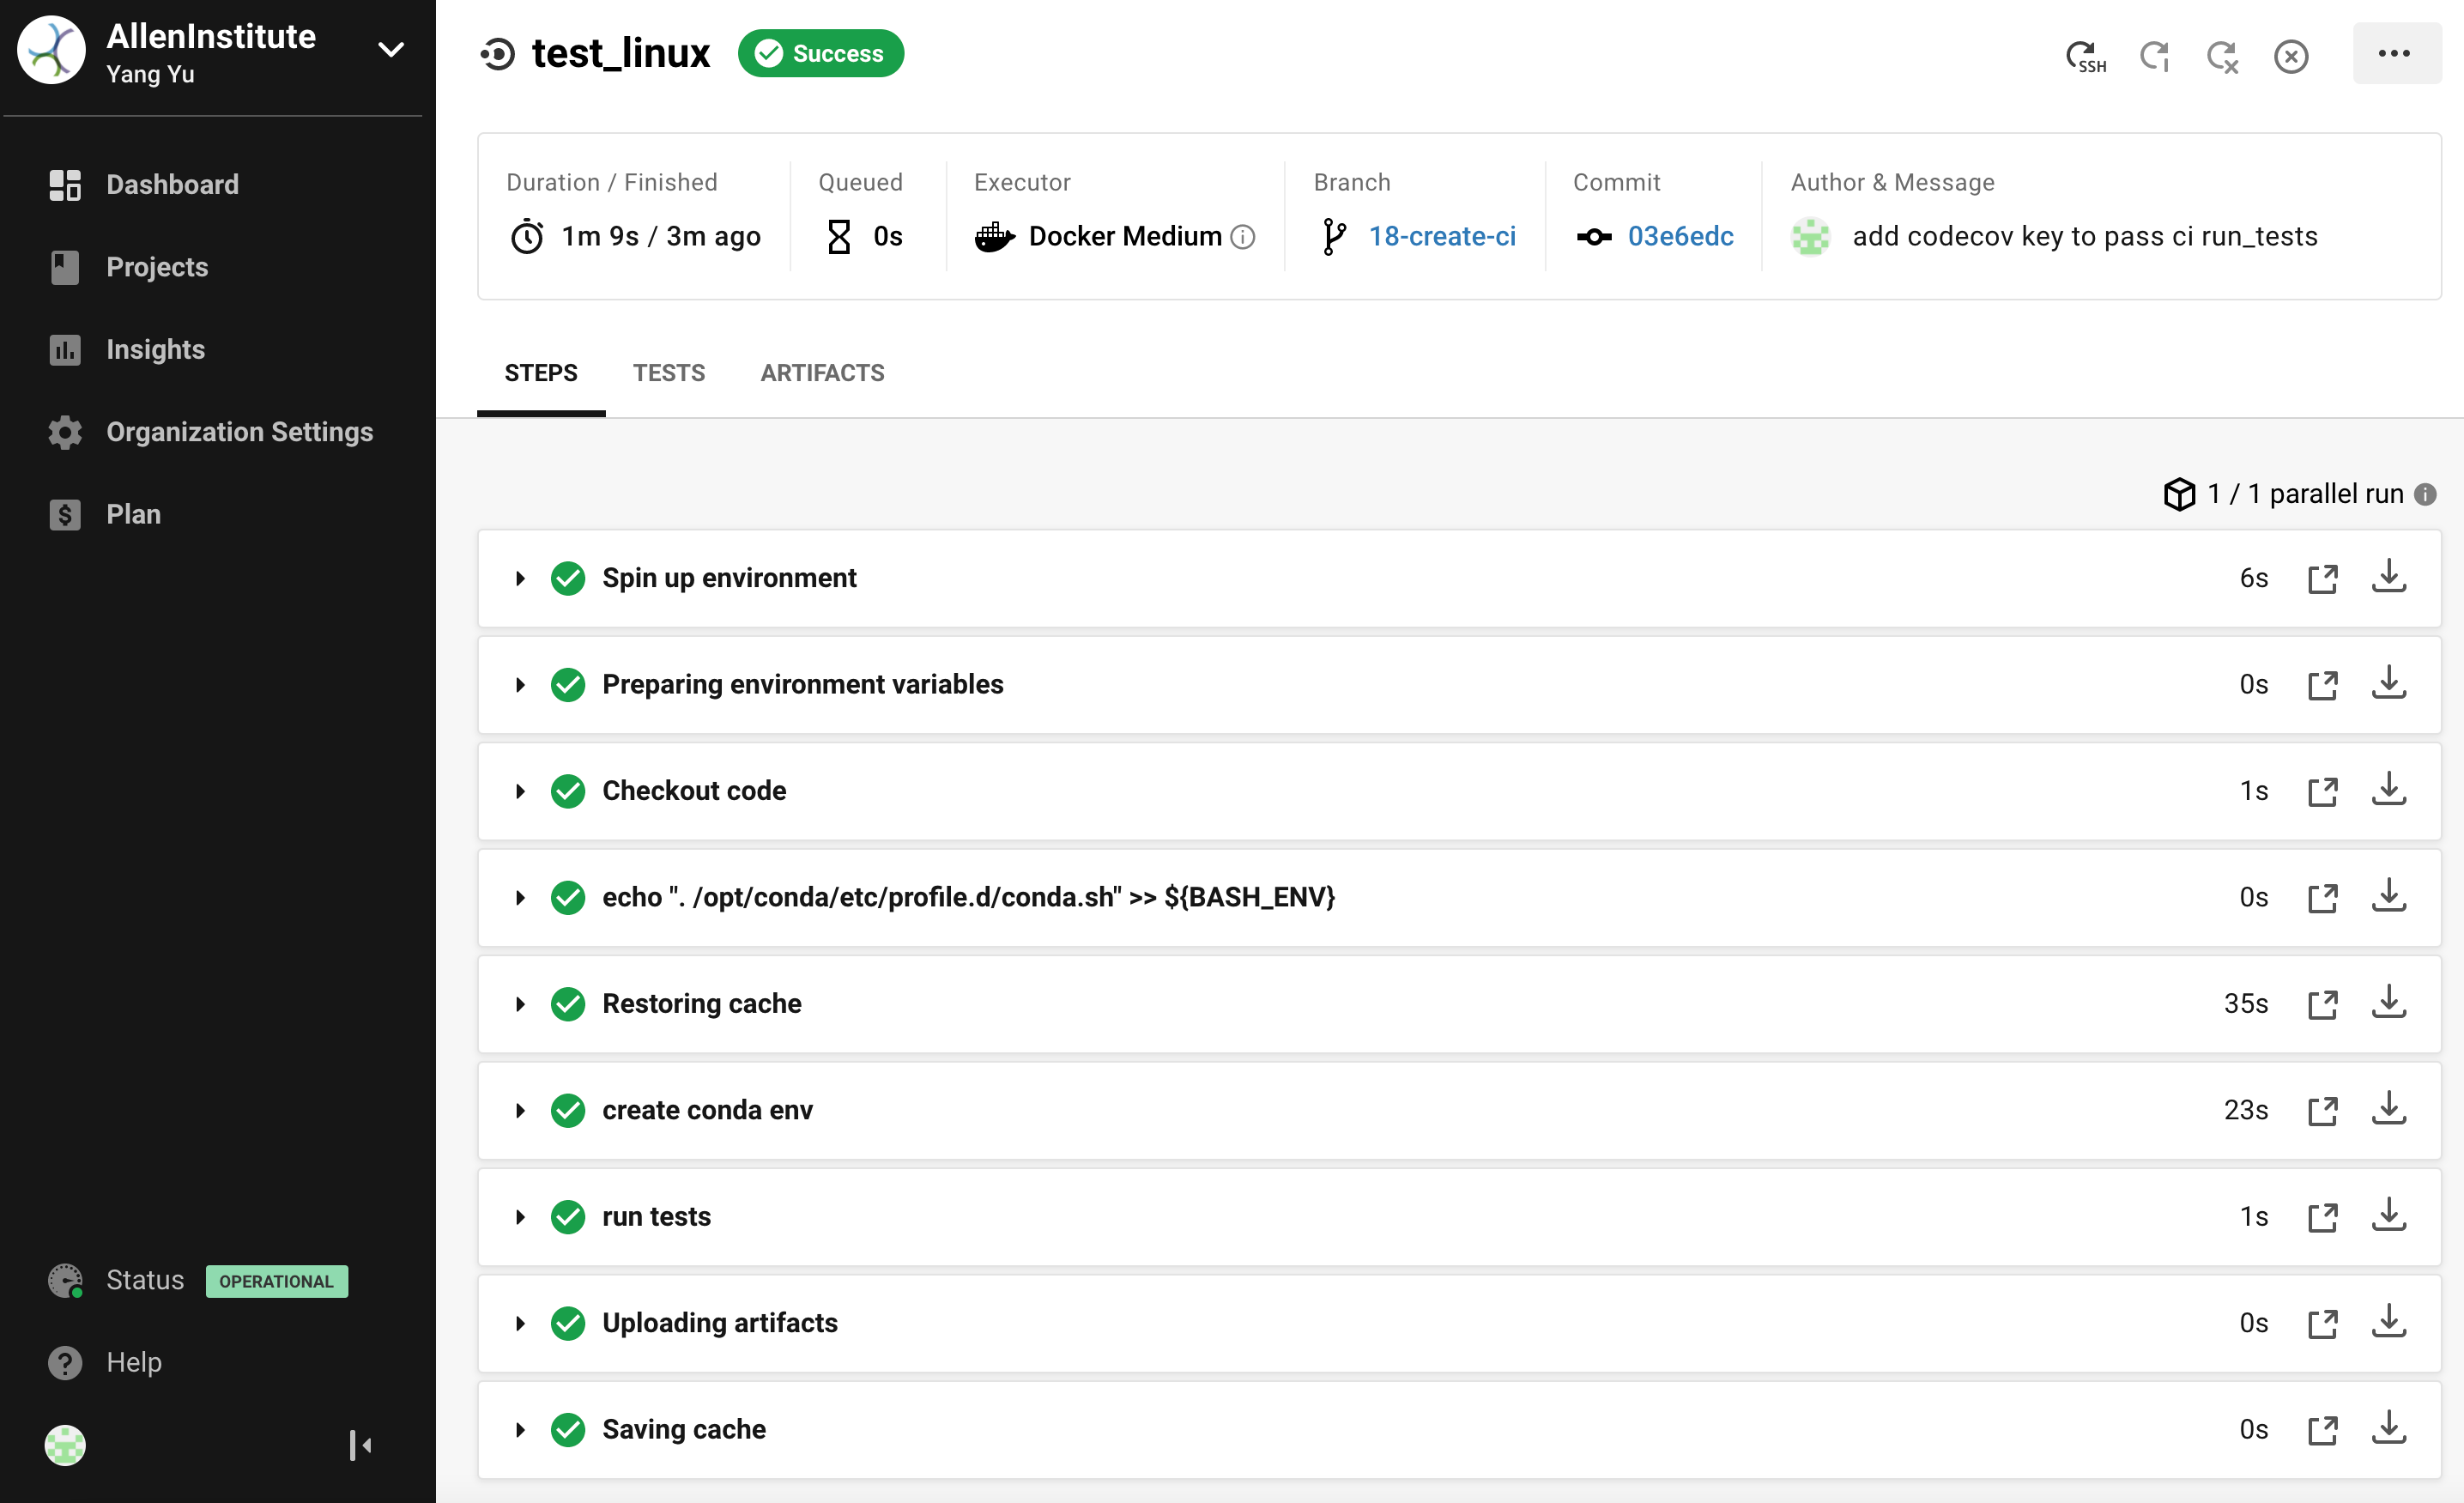 AllenInstitute
Yang Yu
Dashboard
Projects
Insights
Organization Settings
Plan
Status OPERATIONAL
Help
test_linux Success
SSH
Duration / Finished
1m 9s / 3m ago
Queued
0s
Executor
Docker Medium
Branch
18-create-ci
Commit
03e6edc
Author & Message
add codecov key to pass ci run_tests
STEPS TESTS ARTIFACTS
1 / 1 parallel run
Spin up environment 6s
Preparing environment variables 0s
Checkout code 1s
echo ". /opt/conda/etc/profile.d/conda.sh" >> ${BASH_ENV} 0s
Restoring cache 35s
create conda env 23s
run tests 1s
Uploading artifacts 0s
Saving cache 0s